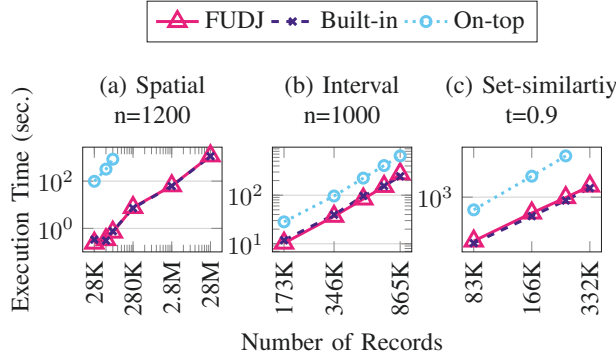 FUDJ Built-in On-top
(a) Spatial
n=1200
(b) Interval
n=1000
(c) Set-similartiy
t=0.9
Execution Time (sec.)
10^2
10^0
28K
280K
2.8M
28M
10^2
10^1
173K
346K
865K
10^3
83K
166K
332K
Number of Records